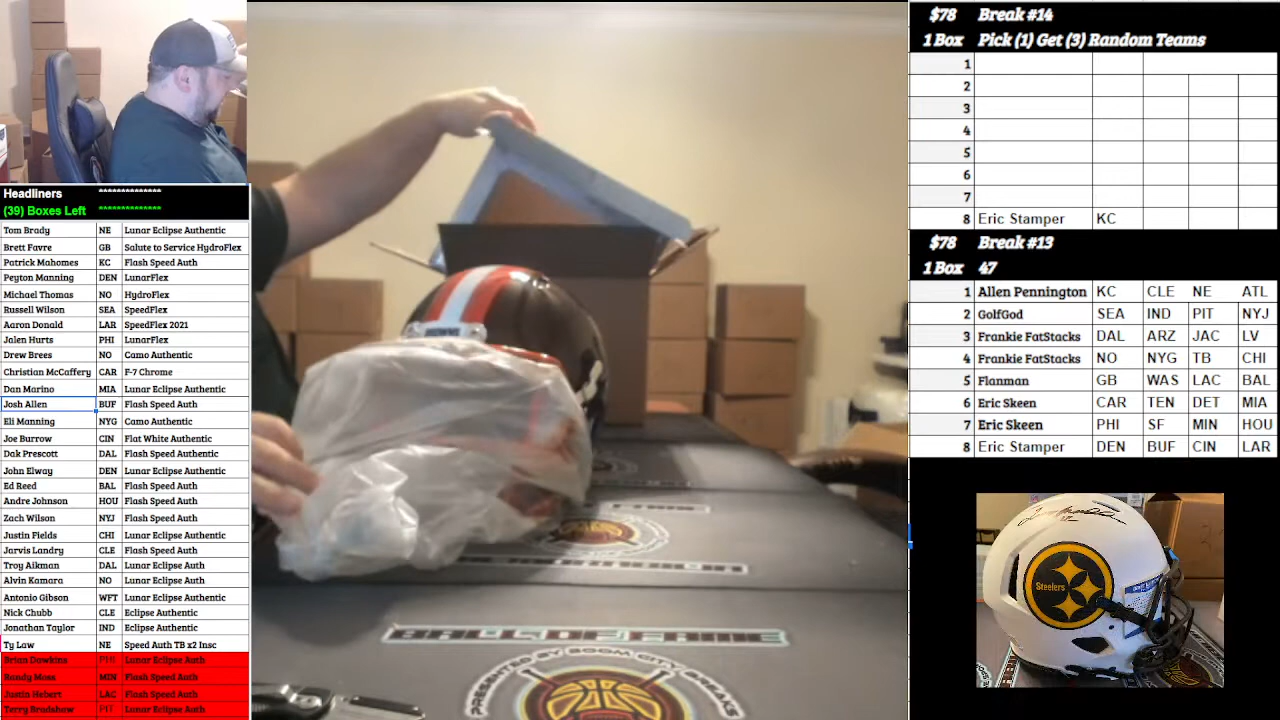 Headliners **************
(39) Boxes Left **************
Tom Brady NE Lunar Eclipse Authentic
Brett Favre GB Salute to Service HydroFlex
Patrick Mahomes KC Flash Speed Auth
Peyton Manning DEN LunarFlex
Michael Thomas NO HydroFlex
Russell Wilson SEA SpeedFlex
Aaron Donald LAR SpeedFlex 2021
Jalen Hurts PHI LunarFlex
Drew Brees NO Camo Authentic
Christian McCaffery CAR F-7 Chrome
Dan Marino MIA Lunar Eclipse Authentic
Josh Allen BUF Flash Speed Auth
Eli Manning NYG Camo Authentic
Joe Burrow CIN Flat White Authentic
Dak Prescott DAL Flash Speed Authentic
John Elway DEN Lunar Eclipse Authentic
Ed Reed BAL Flash Speed Auth
Andre Johnson HOU Flash Speed Auth
Zach Wilson NYJ Flash Speed Auth
Justin Fields CHI Lunar Eclipse Authentic
Jarvis Landry CLE Flash Speed Auth
Troy Aikman DAL Lunar Eclipse Auth
Alvin Kamara NO Lunar Eclipse Auth
Antonio Gibson WFT Lunar Eclipse Authentic
Nick Chubb CLE Eclipse Authentic
Jonathan Taylor IND Eclipse Authentic
Ty Law NE Speed Auth TB x2 Insc
Brian Dawkins PHI Lunar Eclipse Auth
Randy Moss MIN Flash Speed Auth
Justin Hebert LAC Flash Speed Auth
Terry Bradshaw PIT Lunar Eclipse Auth
BROWNS
BALL OF FAME
PRESENTED BY BOOM CITY BREAKS
$78 Break #14
1 Box Pick (1) Get (3) Random Teams
1
2
3
4
5
6
7
8 Eric Stamper KC
$78 Break #13
1 Box 47
1 Allen Pennington KC CLE NE ATL
2 GolfGod SEA IND PIT NYJ
3 Frankie FatStacks DAL ARZ JAC LV
4 Frankie FatStacks NO NYG TB CHI
5 Flanman GB WAS LAC BAL
6 Eric Skeen CAR TEN DET MIA
7 Eric Skeen PHI SF MIN HOU
8 Eric Stamper DEN BUF CIN LAR
Steelers